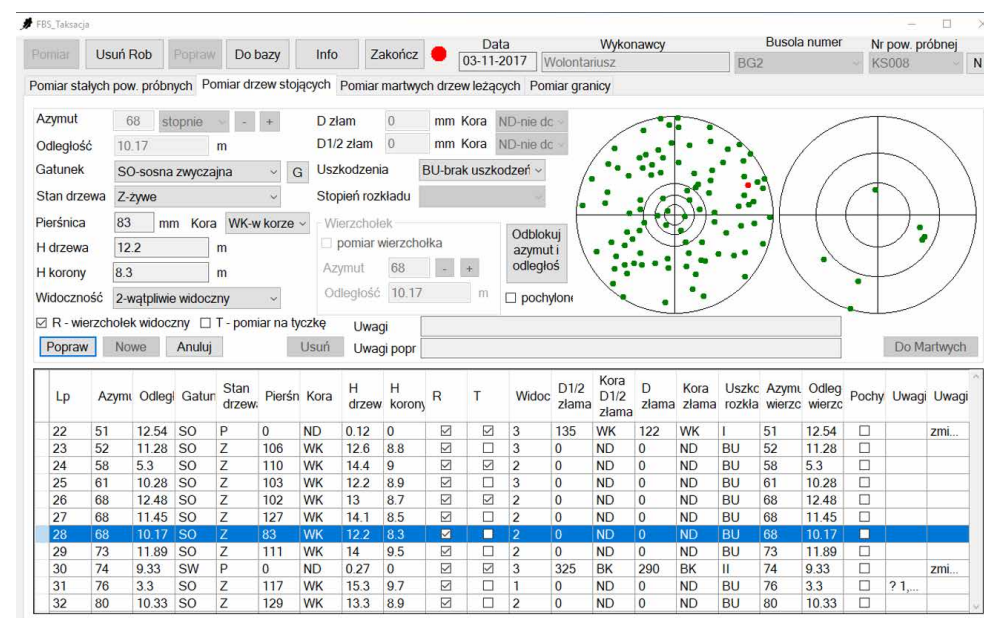 FBS_Taksacja
Data Wykonawcy Busola numer Nr pow. próbnej
Pomiar Usuń Rob Popraw Do bazy Info Zakończ 03-11-2017 Wolontariusz BG2 KS008 N
Pomiar stałych pow. próbnych Pomiar drzew stojących Pomiar martwych drzew leżących Pomiar granicy
Azymut 68 stopnie - + D złam 0 mm Kora ND-nie dc
Odległość 10.17 m D1/2 złam 0 mm Kora ND-nie dc
Gatunek SO-sosna zwyczajna G Uszkodzenia BU-brak uszkodzeń
Stan drzewa Z-żywe Stopień rozkładu
Pierśnica 83 mm Kora WK-w korze Wierzchołek
H drzewa 12.2 m pomiar wierzchołka Odblokuj azymut i odległoś
H korony 8.3 m Azymut 68 - +
Widoczność 2-wątpliwie widoczny Odległość 10.17 m pochylone
R - wierzchołek widoczny T - pomiar na tyczkę Uwagi
Popraw Nowe Anuluj Usuń Uwagi popr Do Martwych
Lp Azymu Odległ Gatun Stan drzewa Pierśn Kora H drzew H korony R T Widoc D1/2 złama Kora D1/2 złama D złama Kora złama Uszkc rozkła Azymu wierzc Odleg wierzc Pochy Uwagi Uwagi
22 51 12.54 SO P 0 ND 0.12 0 3 135 WK 122 WK I 51 12.54 zmi...
23 52 11.28 SO Z 106 WK 12.6 8.8 3 0 ND 0 ND BU 52 11.28
24 58 5.3 SO Z 110 WK 14.4 9 2 0 ND 0 ND BU 58 5.3
25 61 10.28 SO Z 103 WK 12.2 8.9 3 0 ND 0 ND BU 61 10.28
26 68 12.48 SO Z 102 WK 13 8.7 2 0 ND 0 ND BU 68 12.48
27 68 11.45 SO Z 127 WK 14.1 8.5 2 0 ND 0 ND BU 68 11.45
28 68 10.17 SO Z 83 WK 12.2 8.3 2 0 ND 0 ND BU 68 10.17
29 73 11.89 SO Z 111 WK 14 9.5 2 0 ND 0 ND BU 73 11.89
30 74 9.33 SW P 0 ND 0.27 0 3 325 BK 290 BK II 74 9.33 zmi...
31 76 3.3 SO Z 117 WK 15.3 9.7 1 0 ND 0 ND BU 76 3.3 ? 1,...
32 80 10.33 SO Z 129 WK 13.3 8.9 2 0 ND 0 ND BU 80 10.33